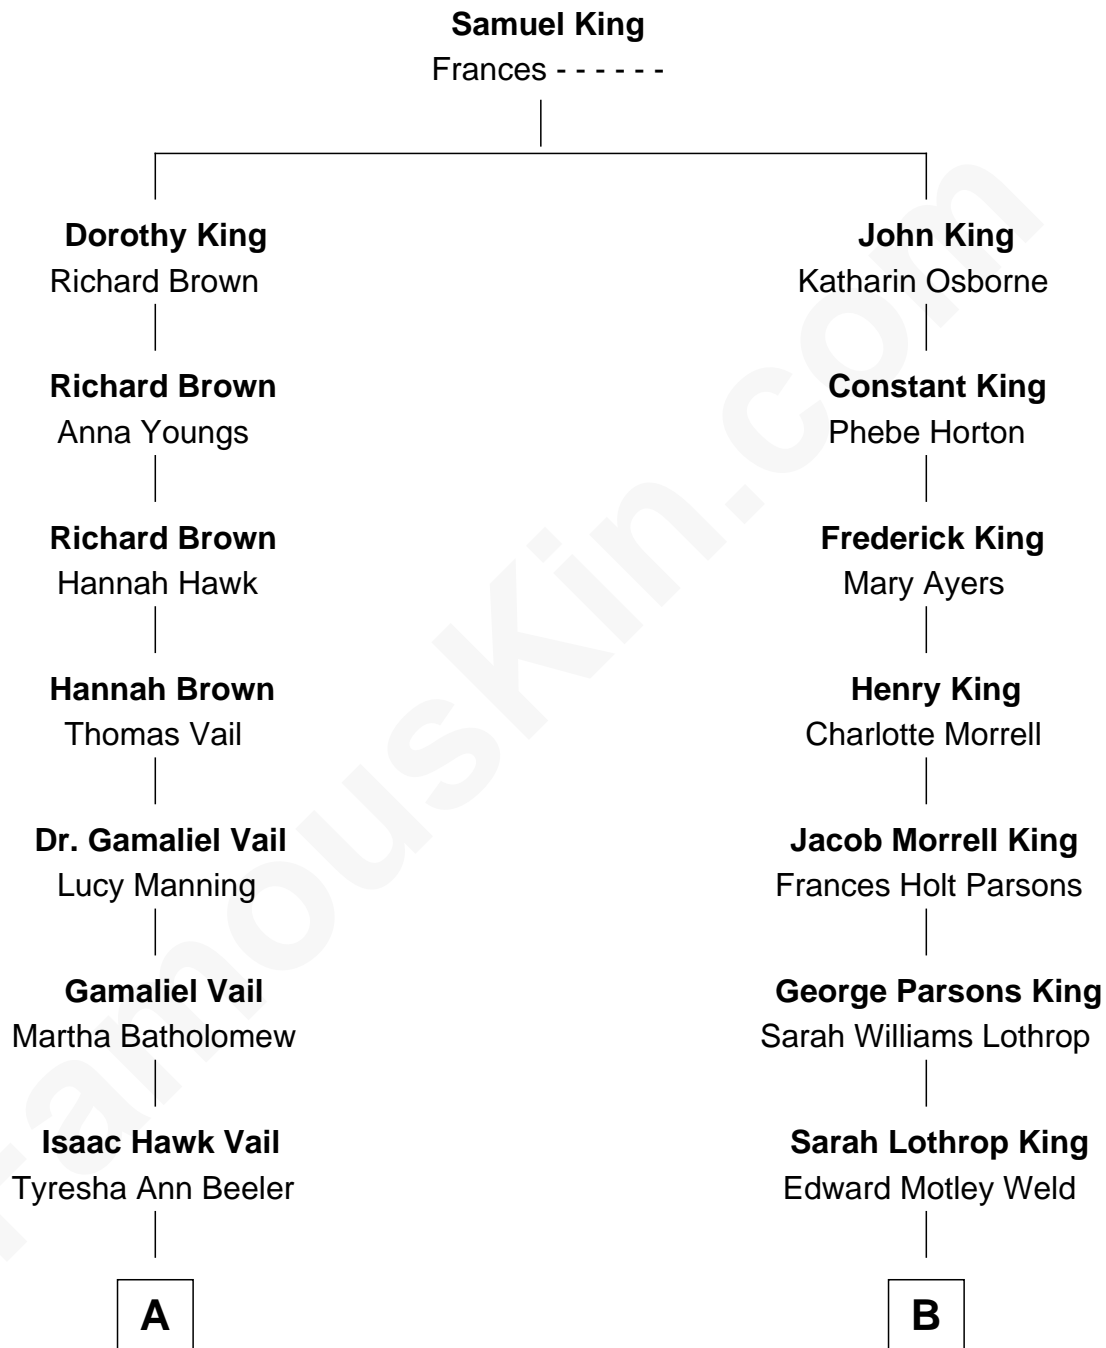 Samuel King
Frances - - - - - -
Dorothy King
Richard Brown
John King
Katharin Osborne
Richard Brown
Anna Youngs
Constant King
Phebe Horton
Richard Brown
Hannah Hawk
Frederick King
Mary Ayers
Hannah Brown
Thomas Vail
Henry King
Charlotte Morrell
Dr. Gamaliel Vail
Lucy Manning
Jacob Morrell King
Frances Holt Parsons
Gamaliel Vail
Martha Batholomew
George Parsons King
Sarah Williams Lothrop
Isaac Hawk Vail
Tyresha Ann Beeler
Sarah Lothrop King
Edward Motley Weld
A
B
FamousKin.com